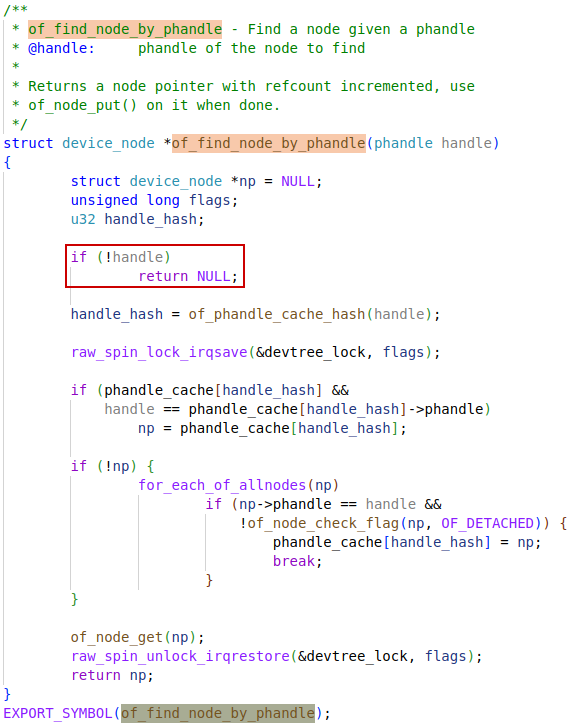 /**
 * of_find_node_by_phandle - Find a node given a phandle
 * @handle:     phandle of the node to find
 *
 * Returns a node pointer with refcount incremented, use
 * of_node_put() on it when done.
 */
struct device_node *of_find_node_by_phandle(phandle handle)
{
        struct device_node *np = NULL;
        unsigned long flags;
        u32 handle_hash;

        if (!handle)
                return NULL;

        handle_hash = of_phandle_cache_hash(handle);

        raw_spin_lock_irqsave(&devtree_lock, flags);

        if (phandle_cache[handle_hash] &&
            handle == phandle_cache[handle_hash]->phandle)
                np = phandle_cache[handle_hash];

        if (!np) {
                for_each_of_allnodes(np)
                        if (np->phandle == handle &&
                            !of_node_check_flag(np, OF_DETACHED)) {
                                phandle_cache[handle_hash] = np;
                                break;
                        }
        }

        of_node_get(np);
        raw_spin_unlock_irqrestore(&devtree_lock, flags);
        return np;
}
EXPORT_SYMBOL(of_find_node_by_phandle);